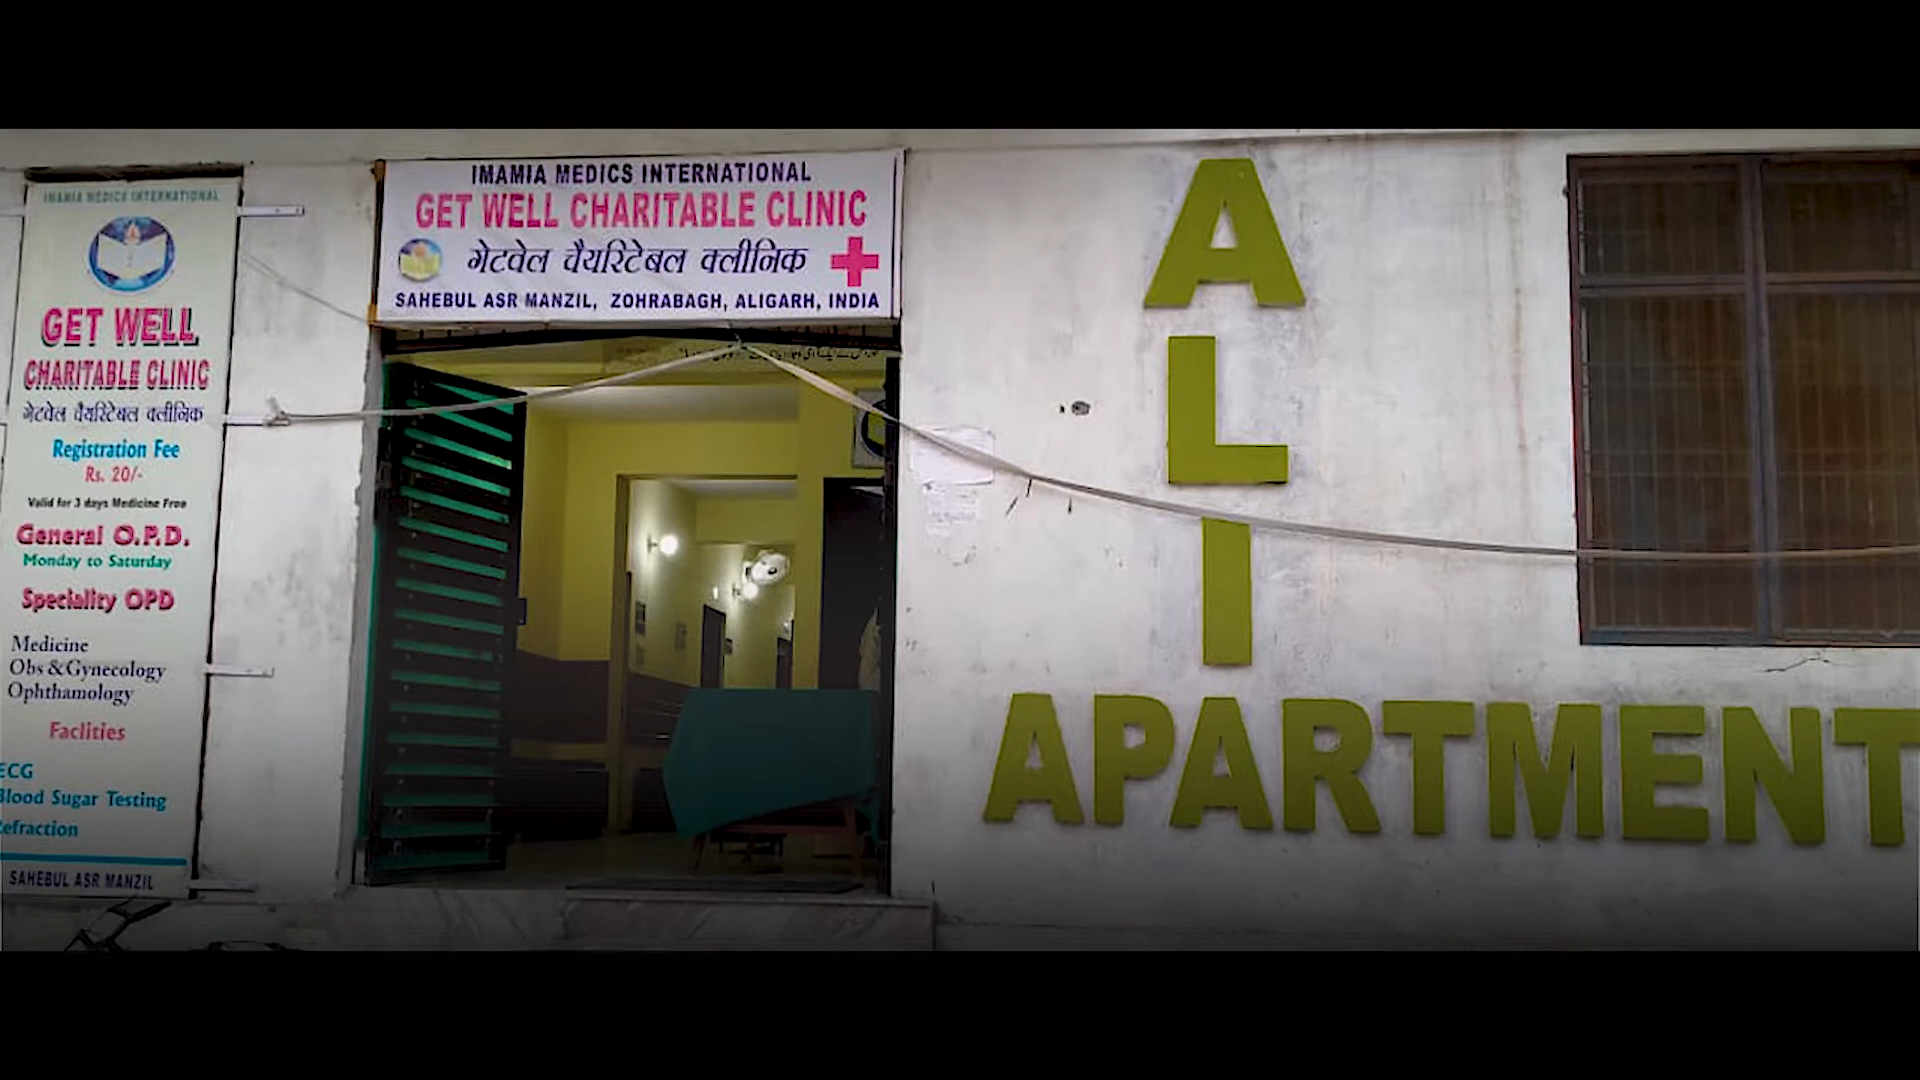 IMAMIA MEDICS INTERNATIONAL
GET WELL
CHARITABLE CLINIC
गेटवेल चैयरिटेबल क्लीनिक
Registration Fee
Rs. 20/-
Valid for 3 days Medicine Free
General O.P.D.
Monday to Saturday
Speciality OPD
Medicine
Obs & Gynecology
Ophthamology
Faclities
ECG
Blood Sugar Testing
Refraction
SAHEBUL ASR MANZIL
IMAMIA MEDICS INTERNATIONAL
GET WELL CHARITABLE CLINIC
गेटवेल चैयरिटेबल क्लीनिक
SAHEBUL ASR MANZIL, ZOHRABAGH, ALIGARH, INDIA
ALI
APARTMENT